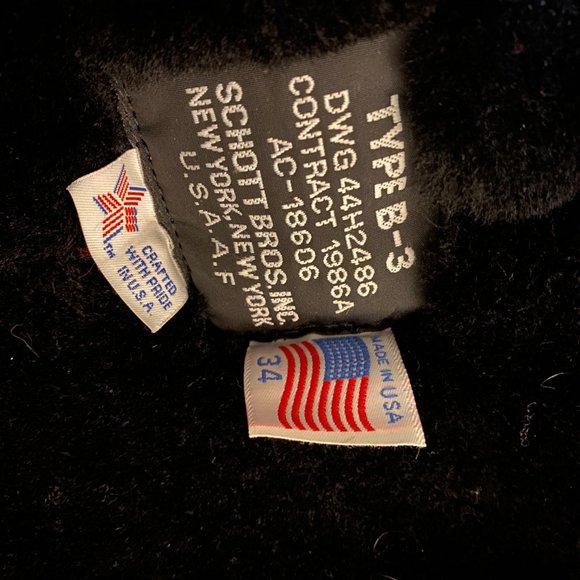 TYPE B-3
DWG 44H2486
CONTRACT 1986A
AC-18606
SCHOTT BROS. INC.
NEW YORK, NEW YORK
U.S.A.A.F
TM
CRAFTED
WITH PRIDE
IN U.S.A
MADE IN USA
34